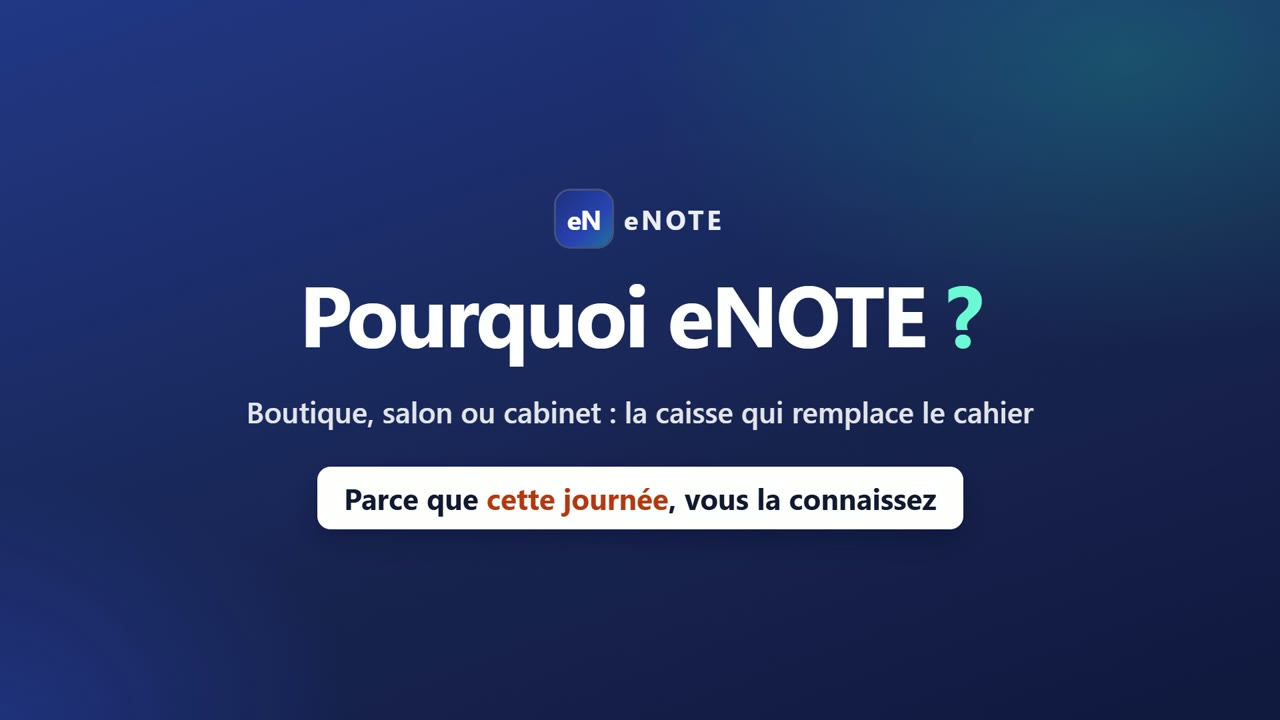 eN eNOTE
Pourquoi eNOTE ?
Boutique, salon ou cabinet : la caisse qui remplace le cahier
Parce que cette journée, vous la connaissez